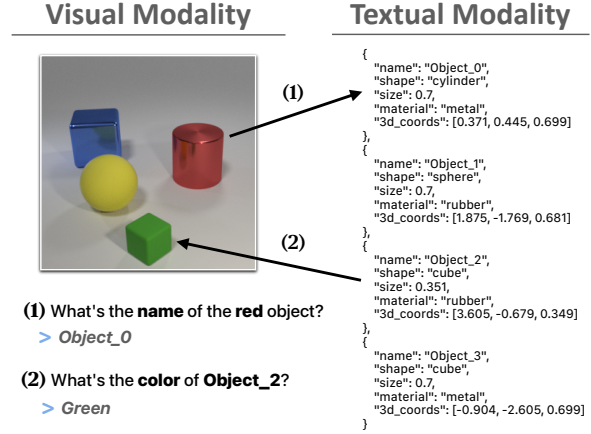 Visual Modality
(1) What's the name of the red object?
> Object_0
(2) What's the color of Object_2?
> Green
(1)
(2)
Textual Modality
{
"name": "Object_0",
"shape": "cylinder",
"size": 0.7,
"material": "metal",
"3d_coords": [0.371, 0.445, 0.699]
},
{
"name": "Object_1",
"shape": "sphere",
"size": 0.7,
"material": "rubber",
"3d_coords": [1.875, -1.769, 0.681]
},
{
"name": "Object_2",
"shape": "cube",
"size": 0.351,
"material": "rubber",
"3d_coords": [3.605, -0.679, 0.349]
},
{
"name": "Object_3",
"shape": "cube",
"size": 0.7,
"material": "metal",
"3d_coords": [-0.904, -2.605, 0.699]
}